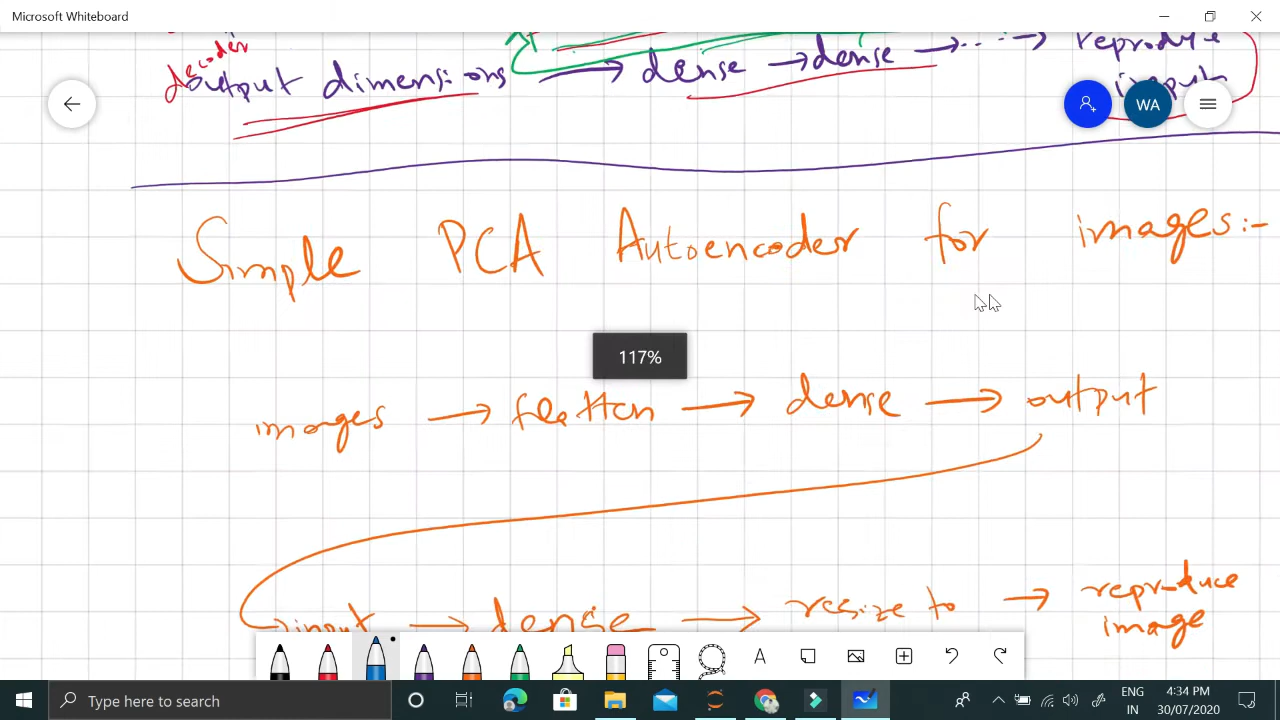 Microsoft Whiteboard
decoder
output dimensions → dense → dense → ... → reproduce
input
WA
Simple PCA Autoencoder for images:-
117%
images → flatten → dense → output
input → dense → resize to → reproduce
image
A
Type here to search
ENG
IN
4:34 PM
30/07/2020